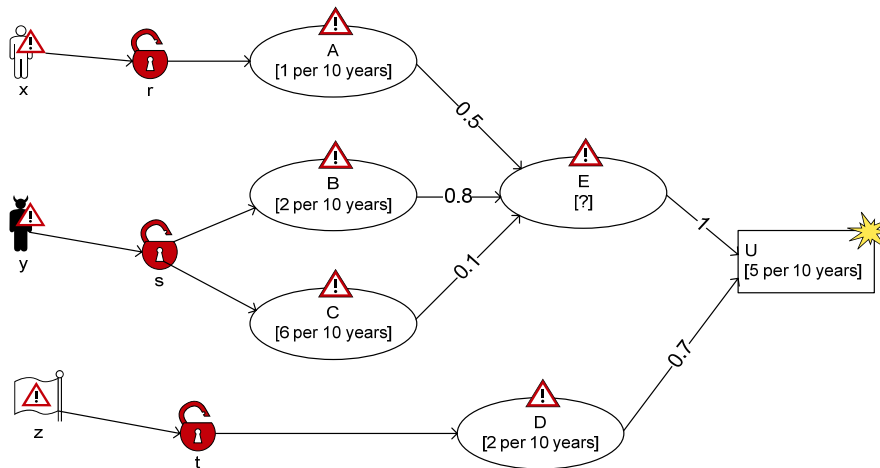 x
r
A
[1 per 10 years]
0.5
y
s
B
[2 per 10 years]
0.8
C
[6 per 10 years]
0.1
E
[?]
1
U
[5 per 10 years]
z
t
D
[2 per 10 years]
0.7